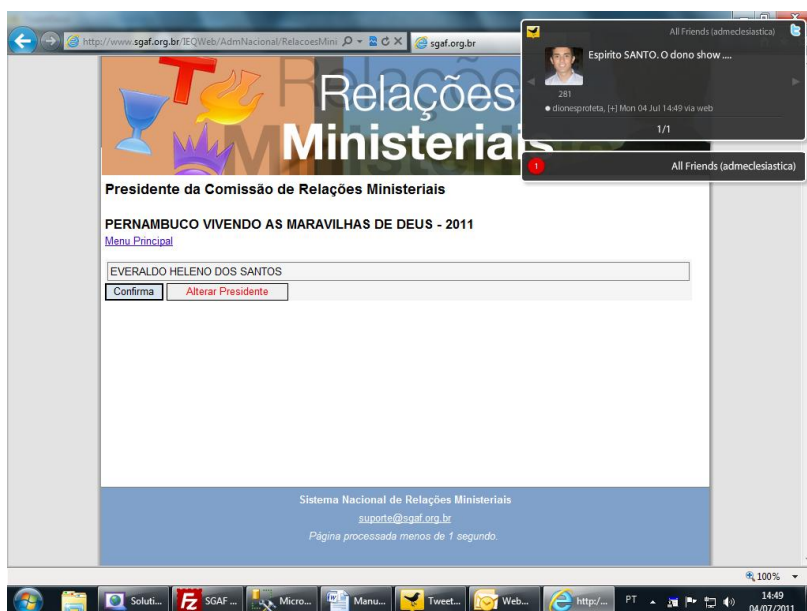 http://www.sgaf.org.br/IEQWeb/AdmNacional/RelacoesMini
sgaf.org.br
All Friends (admeclesiastica)
Espirito SANTO. O dono show ....
281
dionesprofeta, [+] Mon 04 Jul 14:49 via web
1/1
1
All Friends (admeclesiastica)
Relações
Ministeriais
Presidente da Comissão de Relações Ministeriais
PERNAMBUCO VIVENDO AS MARAVILHAS DE DEUS - 2011
Menu Principal
EVERALDO HELENO DOS SANTOS
Confirma
Alterar Presidente
Sistema Nacional de Relações Ministeriais
suporte@sgaf.org.br
Página processada menos de 1 segundo.
100%
Soluti...
SGAF ...
Micro...
Manu...
Tweet...
Web...
http:/...
PT
14:49
04/07/201